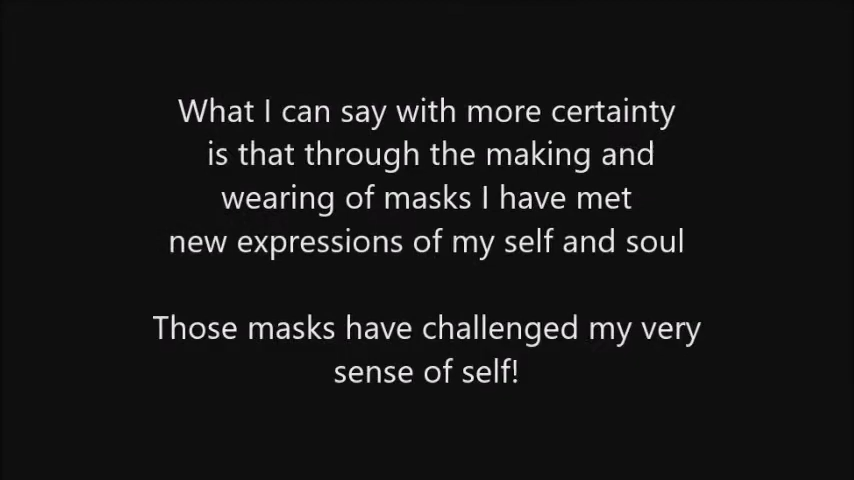 What I can say with more certainty
is that through the making and
wearing of masks I have met
new expressions of my self and soul
Those masks have challenged my very
sense of self!